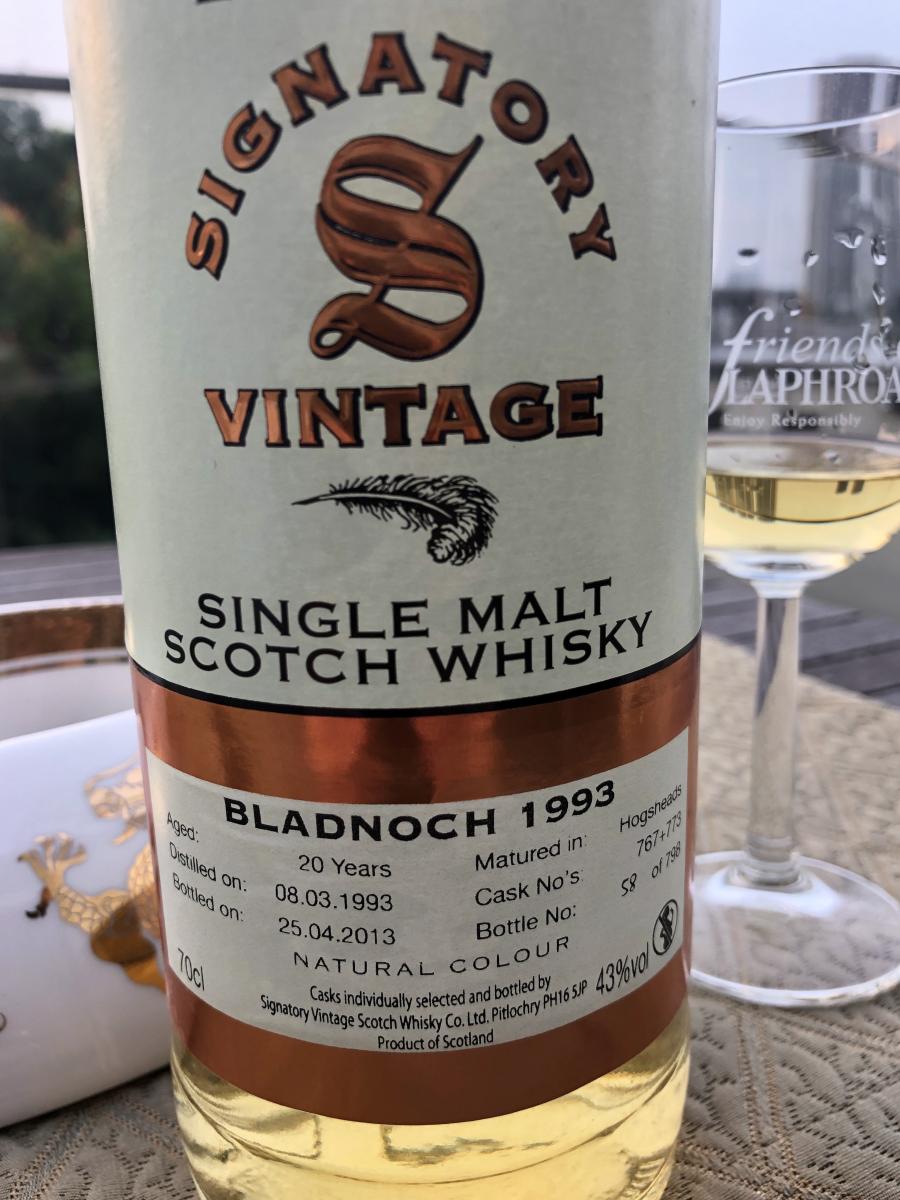 SIGNATORY
S
VINTAGE
SINGLE MALT
SCOTCH WHISKY
BLADNOCH 1993
Aged: 20 Years Matured in: Hogsheads
Distilled on: 08.03.1993 Cask No's: 767+773
Bottled on: 25.04.2013 Bottle No: 58 of 798
NATURAL COLOUR
70cl 43%vol
Casks individually selected and bottled by
Signatory Vintage Scotch Whisky Co. Ltd. Pitlochry PH16 5JP
Product of Scotland
friends
LAPHROA
Enjoy Responsibly